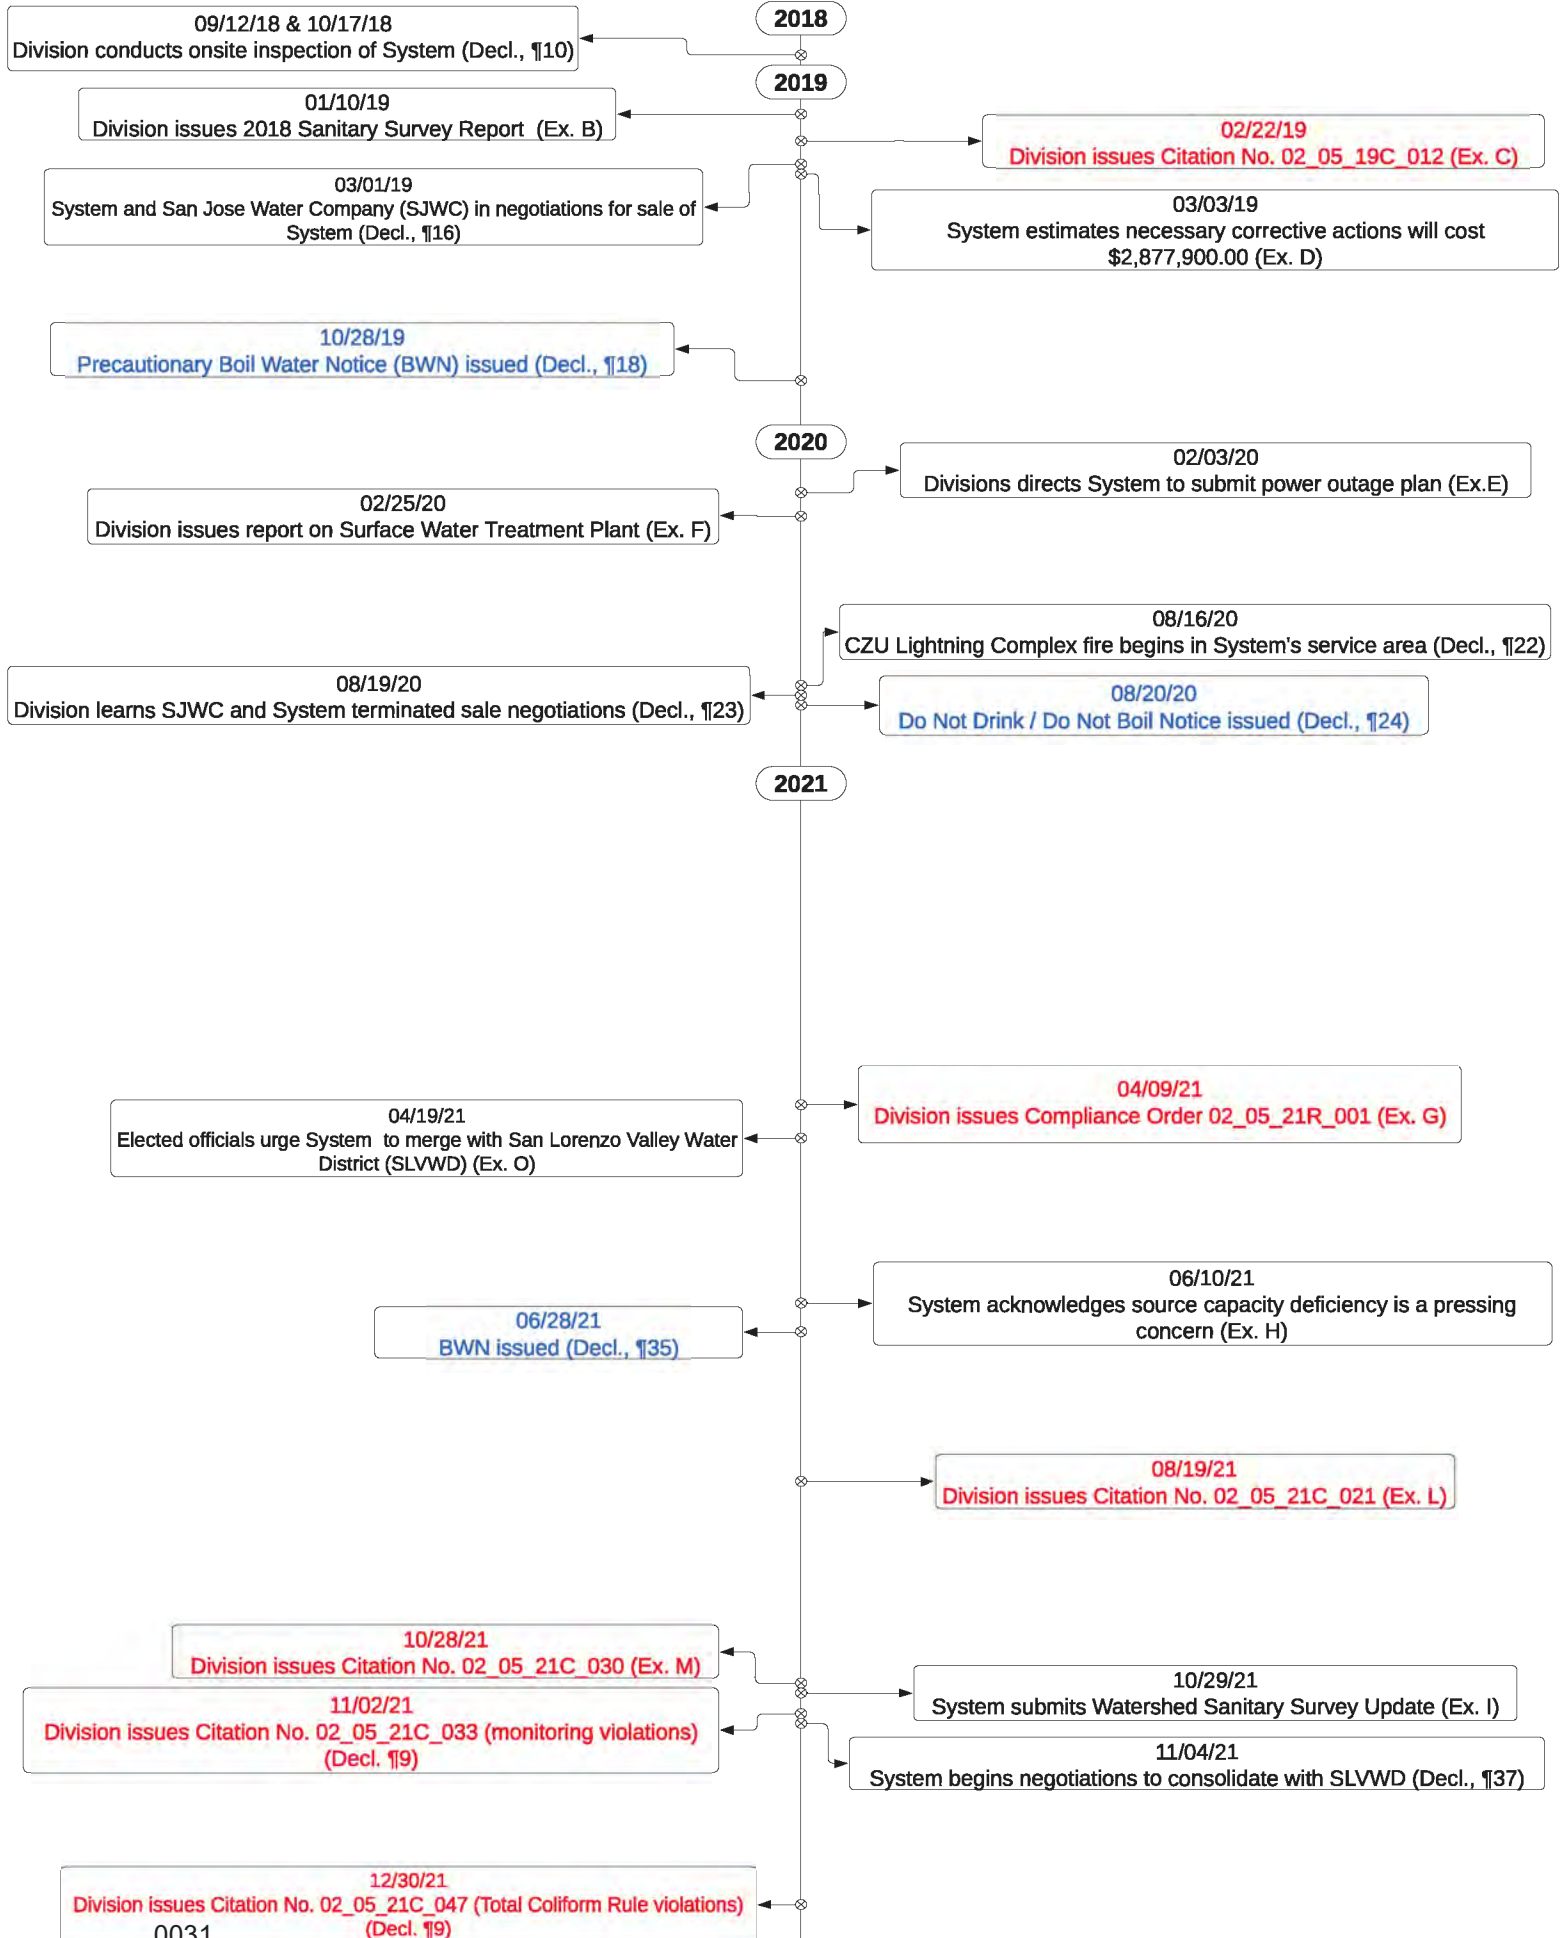 2018
09/12/18 & 10/17/18
Division conducts onsite inspection of System (Decl., ¶10)
2019
01/10/19
Division issues 2018 Sanitary Survey Report (Ex. B)
02/22/19
Division issues Citation No. 02_05_19C_012 (Ex. C)
03/01/19
System and San Jose Water Company (SJWC) in negotiations for sale of
System (Decl., ¶16)
03/03/19
System estimates necessary corrective actions will cost
$2,877,900.00 (Ex. D)
10/28/19
Precautionary Boil Water Notice (BWN) issued (Decl., ¶18)
2020
02/03/20
Divisions directs System to submit power outage plan (Ex.E)
02/25/20
Division issues report on Surface Water Treatment Plant (Ex. F)
08/16/20
CZU Lightning Complex fire begins in System's service area (Decl., ¶22)
08/19/20
Division learns SJWC and System terminated sale negotiations (Decl., ¶23)
08/20/20
Do Not Drink / Do Not Boil Notice issued (Decl., ¶24)
2021
04/09/21
Division issues Compliance Order 02_05_21R_001 (Ex. G)
04/19/21
Elected officials urge System to merge with San Lorenzo Valley Water
District (SLVWD) (Ex. O)
06/10/21
System acknowledges source capacity deficiency is a pressing
concern (Ex. H)
06/28/21
BWN issued (Decl., ¶35)
08/19/21
Division issues Citation No. 02_05_21C_021 (Ex. L)
10/28/21
Division issues Citation No. 02_05_21C_030 (Ex. M)
10/29/21
System submits Watershed Sanitary Survey Update (Ex. I)
11/02/21
Division issues Citation No. 02_05_21C_033 (monitoring violations)
(Decl. ¶9)
11/04/21
System begins negotiations to consolidate with SLVWD (Decl., ¶37)
12/30/21
Division issues Citation No. 02_05_21C_047 (Total Coliform Rule violations)
(Decl. ¶9)
0031